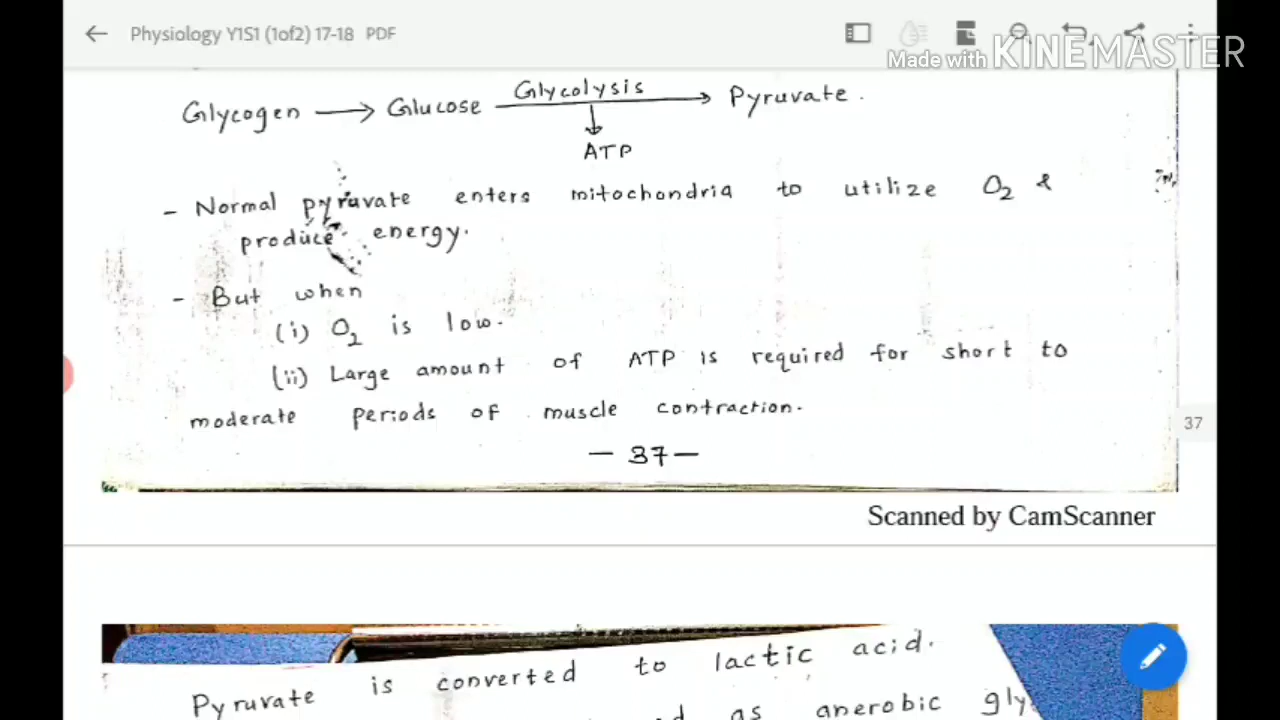 Physiology Y1S1 (1of2) 17-18 PDF
Made with KINEMASTER
Glycogen → Glucose Glycolysis → Pyruvate.
ATP
- Normal pyruvate enters mitochondria to utilize O2 &
produce energy.
- But when
(i) O2 is low.
(ii) Large amount of ATP is required for short to
moderate periods of muscle contraction.
- 37 -
37
Scanned by CamScanner
Pyruvate is converted to lactic acid.
as anerobic